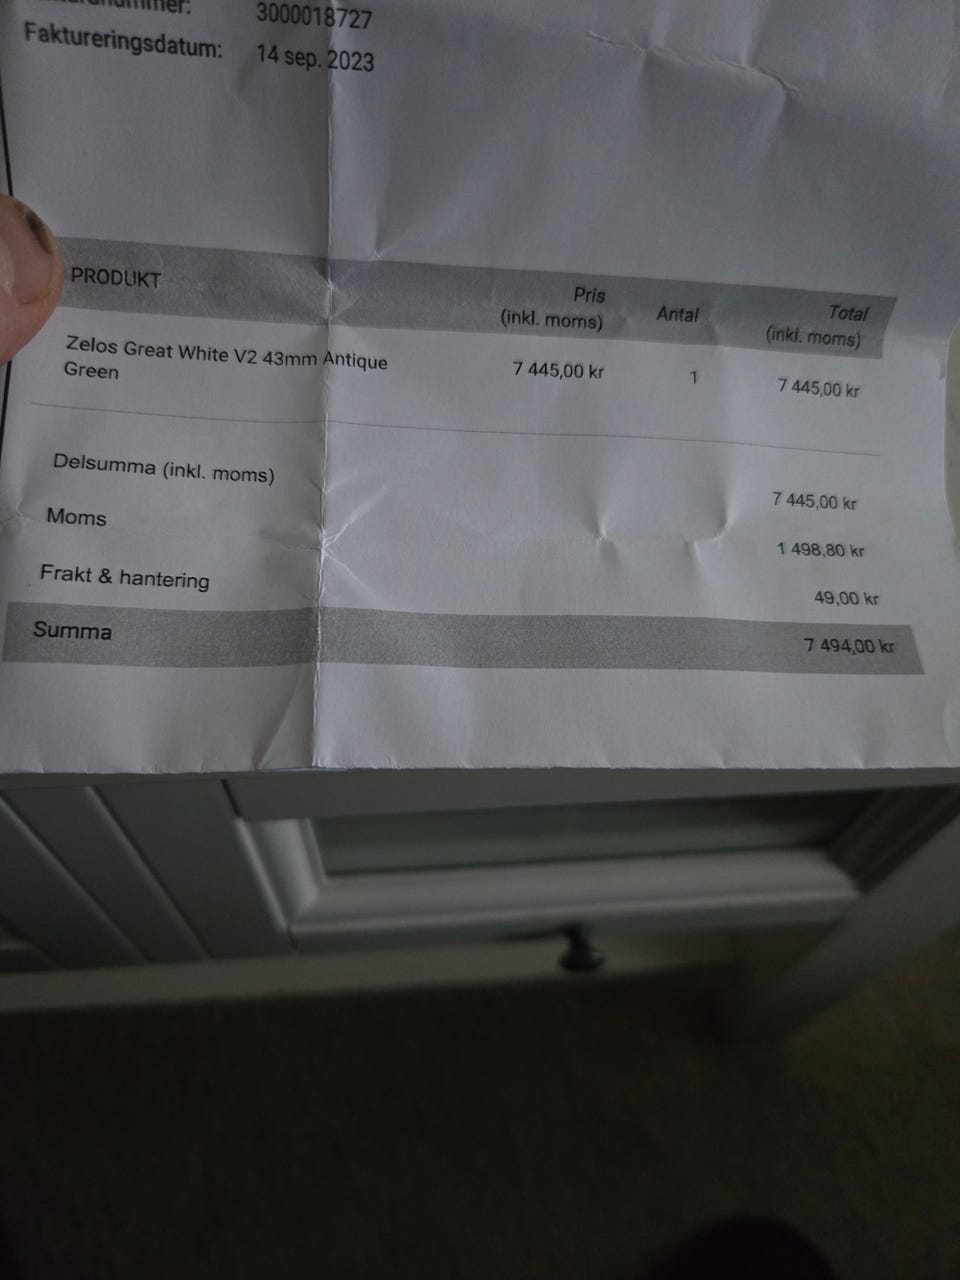 3000018727
Faktureringsdatum: 14 sep. 2023
PRODUKT Pris (inkl. moms) Antal Total (inkl. moms)
Zelos Great White V2 43mm Antique 7 445,00 kr 1 7 445,00 kr
Green
Delsumma (inkl. moms) 7 445,00 kr
Moms 1 498,80 kr
Frakt & hantering 49,00 kr
Summa 7 494,00 kr